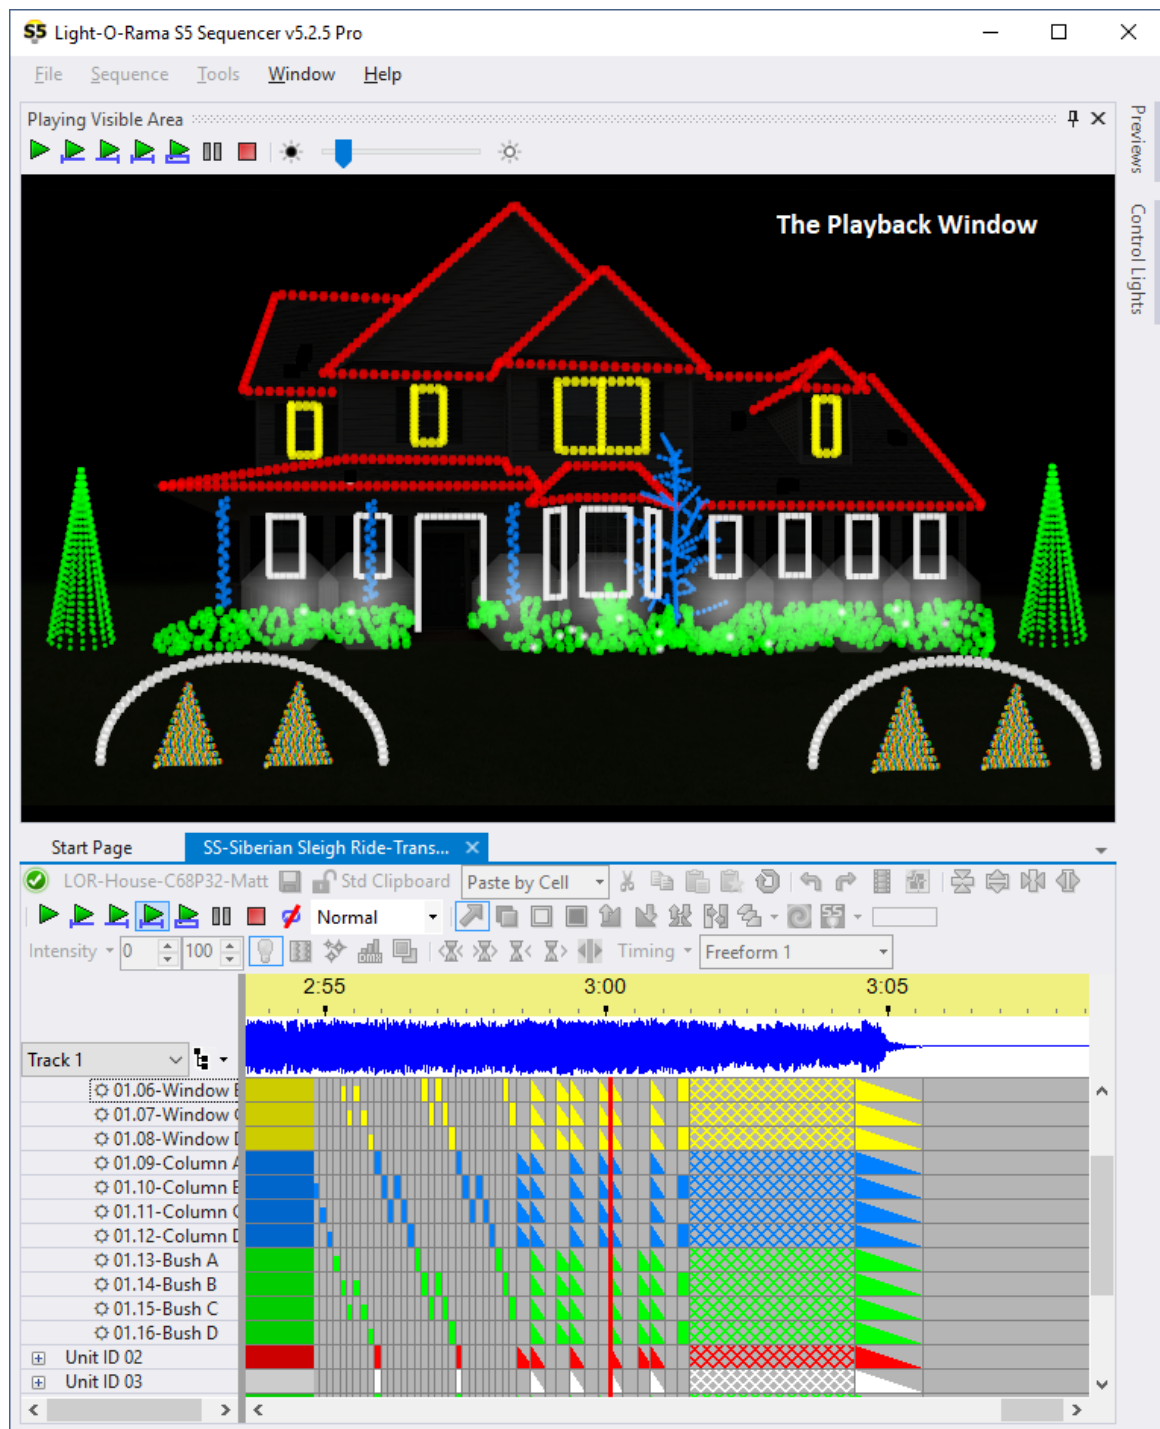 S5 Light-O-Rama S5 Sequencer v5.2.5 Pro
File Sequence Tools Window Help
Playing Visible Area
Previews
Control Lights
The Playback Window
Start Page SS-Siberian Sleigh Ride-Trans...
LOR-House-C68P32-Matt Std Clipboard Paste by Cell
Normal
Intensity 0 100 Timing Freeform 1
2:55 3:00 3:05
Track 1
01.06-Window
01.07-Window
01.08-Window
01.09-Column
01.10-Column
01.11-Column
01.12-Column
01.13-Bush A
01.14-Bush B
01.15-Bush C
01.16-Bush D
Unit ID 02
Unit ID 03